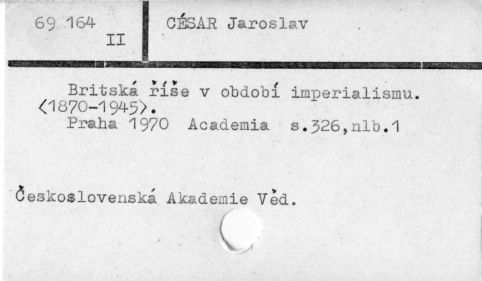 69 164
II
CÉSAR Jaroslav
Britská říše v období imperialismu.
<1870-1945>.
Praha 1970 Academia s.326,nlb.1
Československá Akademie Věd.